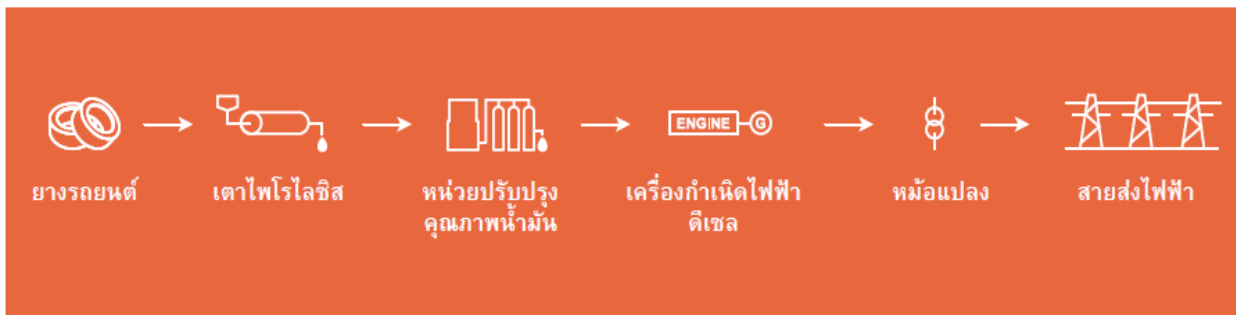 ENGINE G
ยางรถยนต์
เตาไพโรไลซิส
หน่วยปรับปรุง
คุณภาพน้ำมัน
เครื่องกำเนิดไฟฟ้า
ดีเซล
หม้อแปลง
สายส่งไฟฟ้า